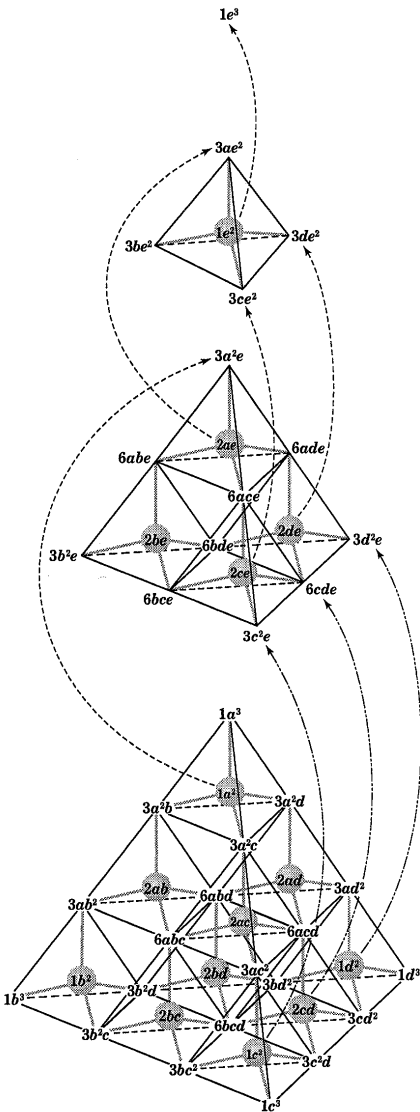 1e³
3ae²
1e²
3be² 3de²
3ce²
3a²e
2ae
6abe 6ade
6ace
2be 2de
6bde
3b²e 3d²e
2ce
6bce 6cde
3c²e
1a³
1a²
3a²b 3a²d
3a²c
2ab 2ad
3ab² 6abd 3ad²
2ac
6abc 6acd
1b² 2bd 3ac² 1d² 1d³
1b³ 3b²d 3bd²
2bc 2cd
3b²c 6bcd 3cd²
1c²
3bc² 3c²d
1c³